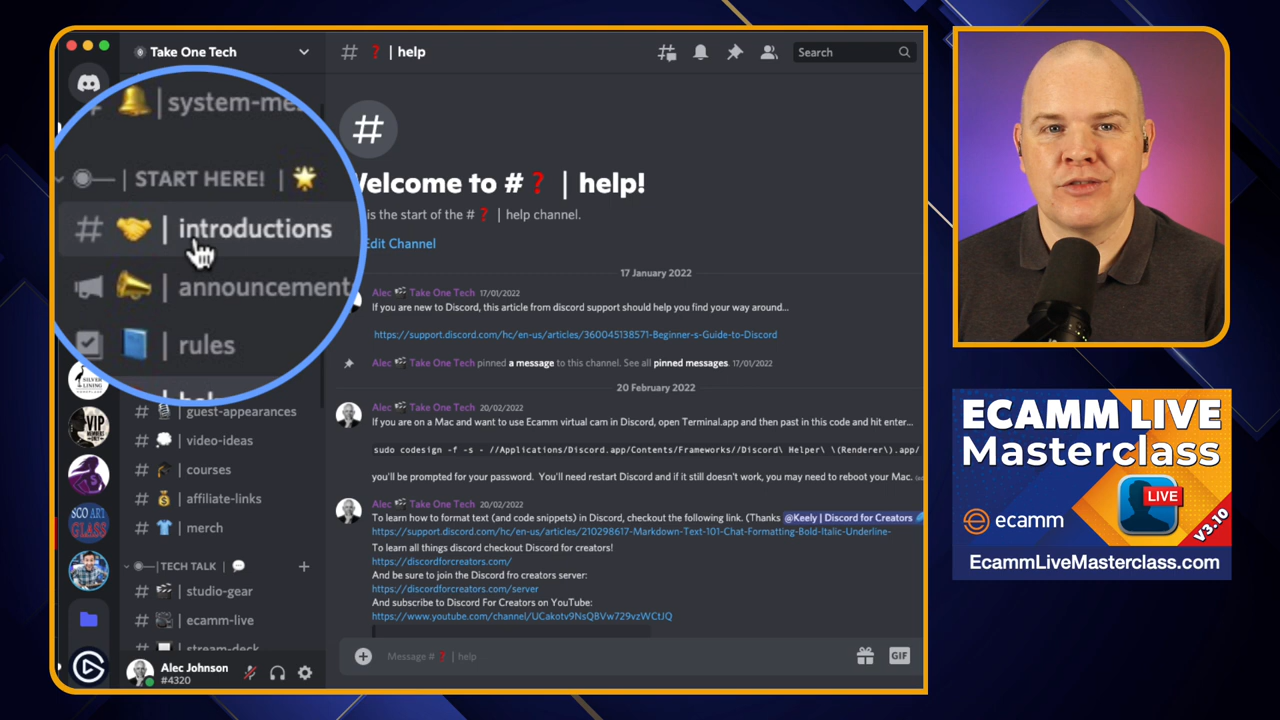 Take One Tech
# ❓ | help
Search
# 🔔 | system-me
| START HERE! | 🌟
# 🤝 | introductions
📣 | announcement
📘 | rules
# | guest-appearances
# 💭 | video-ideas
# 🎓 | courses
# 💰 | affiliate-links
# 👕 | merch
| TECH TALK | 💬
# 🎬 | studio-gear
# | ecamm-live
Alec Johnson
#4320
#
Welcome to # ❓ | help!
is the start of the # ❓ | help channel.
Edit Channel
17 January 2022
Alec 🎬 Take One Tech 17/01/2022
If you are new to Discord, this article from discord support should help you find your way around...
https://support.discord.com/hc/en-us/articles/360045138571-Beginner-s-Guide-to-Discord
Alec 🎬 Take One Tech pinned a message to this channel. See all pinned messages. 17/01/2022
20 February 2022
Alec 🎬 Take One Tech 20/02/2022
If you are on a Mac and want to use Ecamm virtual cam in Discord, open Terminal.app and then past in this code and hit enter...
sudo codesign -f -s - //Applications/Discord.app/Contents/Frameworks//Discord\ Helper\ \(Renderer\).app/
you'll be prompted for your password. You'll need restart Discord and if it still doesn't work, you may need to reboot your Mac.
Alec 🎬 Take One Tech 20/02/2022
To learn how to format text (and code snippets) in Discord, checkout the following link. (Thanks @Keely | Discord for Creators
https://support.discord.com/hc/en-us/articles/210298617-Markdown-Text-101-Chat-Formatting-Bold-Italic-Underline-
To learn all things discord checkout Discord for creators!
https://discordforcreators.com/
And be sure to join the Discord fro creators server:
https://discordforcreators.com/server
And subscribe to Discord For Creators on YouTube:
https://www.youtube.com/channel/UCakotv9NsQBVw729vzWCtJQ
Message # ❓ | help
GIF
SILVER
LINING
VIP
MEMBERS
ONLY
SCO ART
GLASS
ECAMM LIVE
Masterclass
LIVE
ecamm
V3.10
EcammLiveMasterclass.com